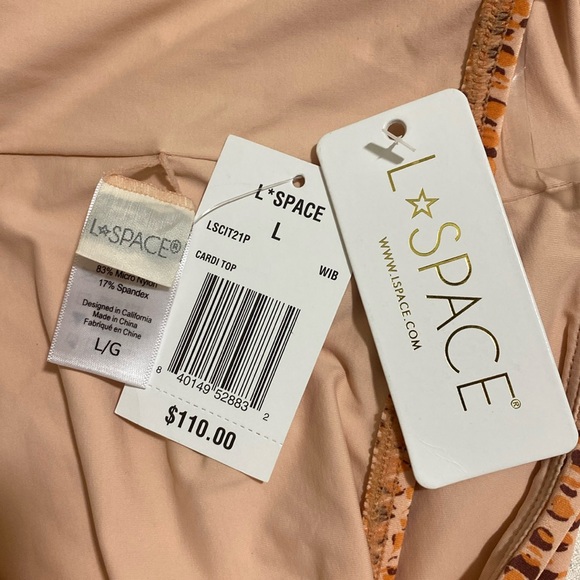 L☆SPACE®
83% Micro Nylon
17% Spandex
Designed in California
Made in China
Fabriqué en Chine
L/G
L*SPACE
L
LSCIT21P
CARDI TOP WIB
8 40149 52883 2
$110.00
L☆SPACE®
WWW.LSPACE.COM